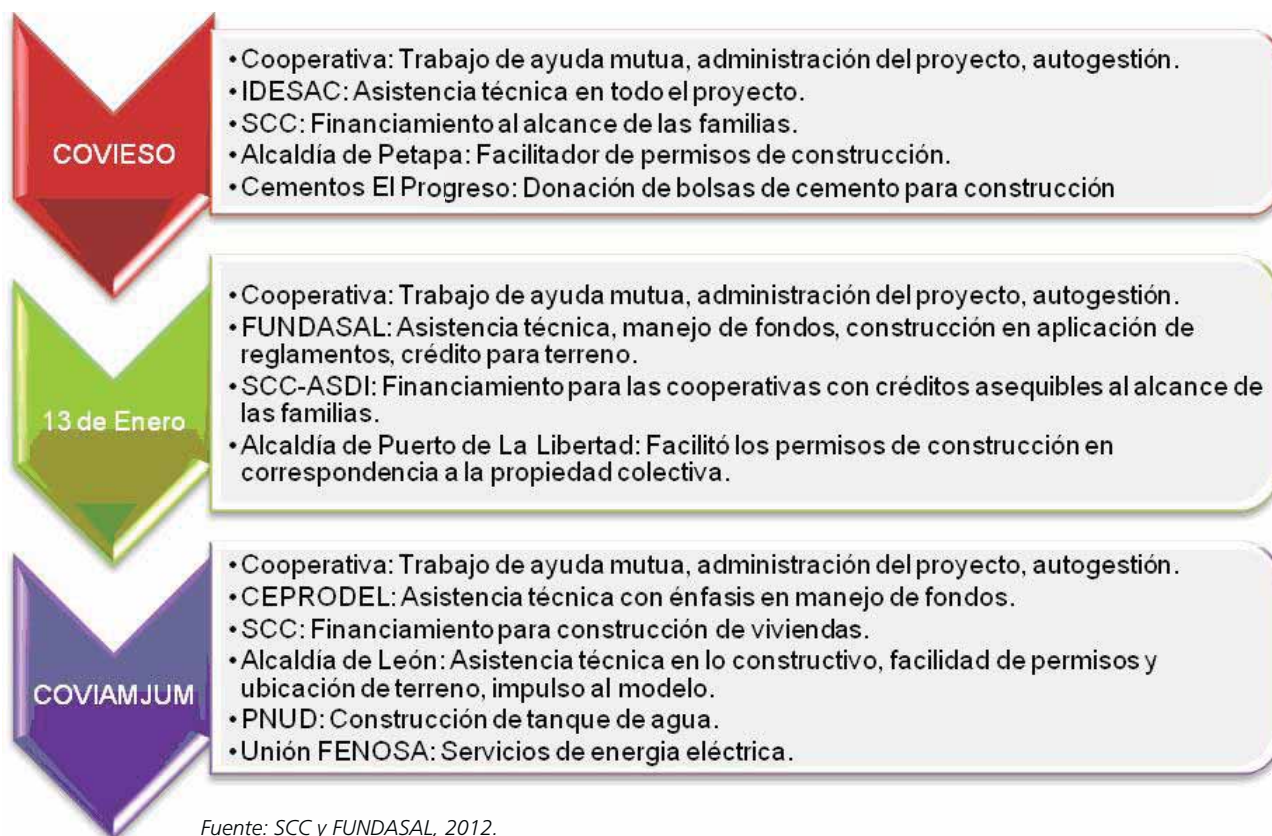 COVIESO
•Cooperativa: Trabajo de ayuda mutua, administración del proyecto, autogestión.
•IDESAC: Asistencia técnica en todo el proyecto.
•SCC: Financiamiento al alcance de las familias.
•Alcaldía de Petapa: Facilitador de permisos de construcción.
•Cementos El Progreso: Donación de bolsas de cemento para construcción
13 de Enero
•Cooperativa: Trabajo de ayuda mutua, administración del proyecto, autogestión.
•FUNDASAL: Asistencia técnica, manejo de fondos, construcción en aplicación de
reglamentos, crédito para terreno.
•SCC-ASDI: Financiamiento para las cooperativas con créditos asequibles al alcance de
las familias.
•Alcaldía de Puerto de La Libertad: Facilitó los permisos de construcción en
correspondencia a la propiedad colectiva.
COVIAMJUM
•Cooperativa: Trabajo de ayuda mutua, administración del proyecto, autogestión.
•CEPRODEL: Asistencia técnica con énfasis en manejo de fondos.
•SCC: Financiamiento para construcción de viviendas.
•Alcaldía de León: Asistencia técnica en lo constructivo, facilidad de permisos y
ubicación de terreno, impulso al modelo.
•PNUD: Construcción de tanque de agua.
•Unión FENOSA: Servicios de energia eléctrica.
Fuente: SCC y FUNDASAL, 2012.